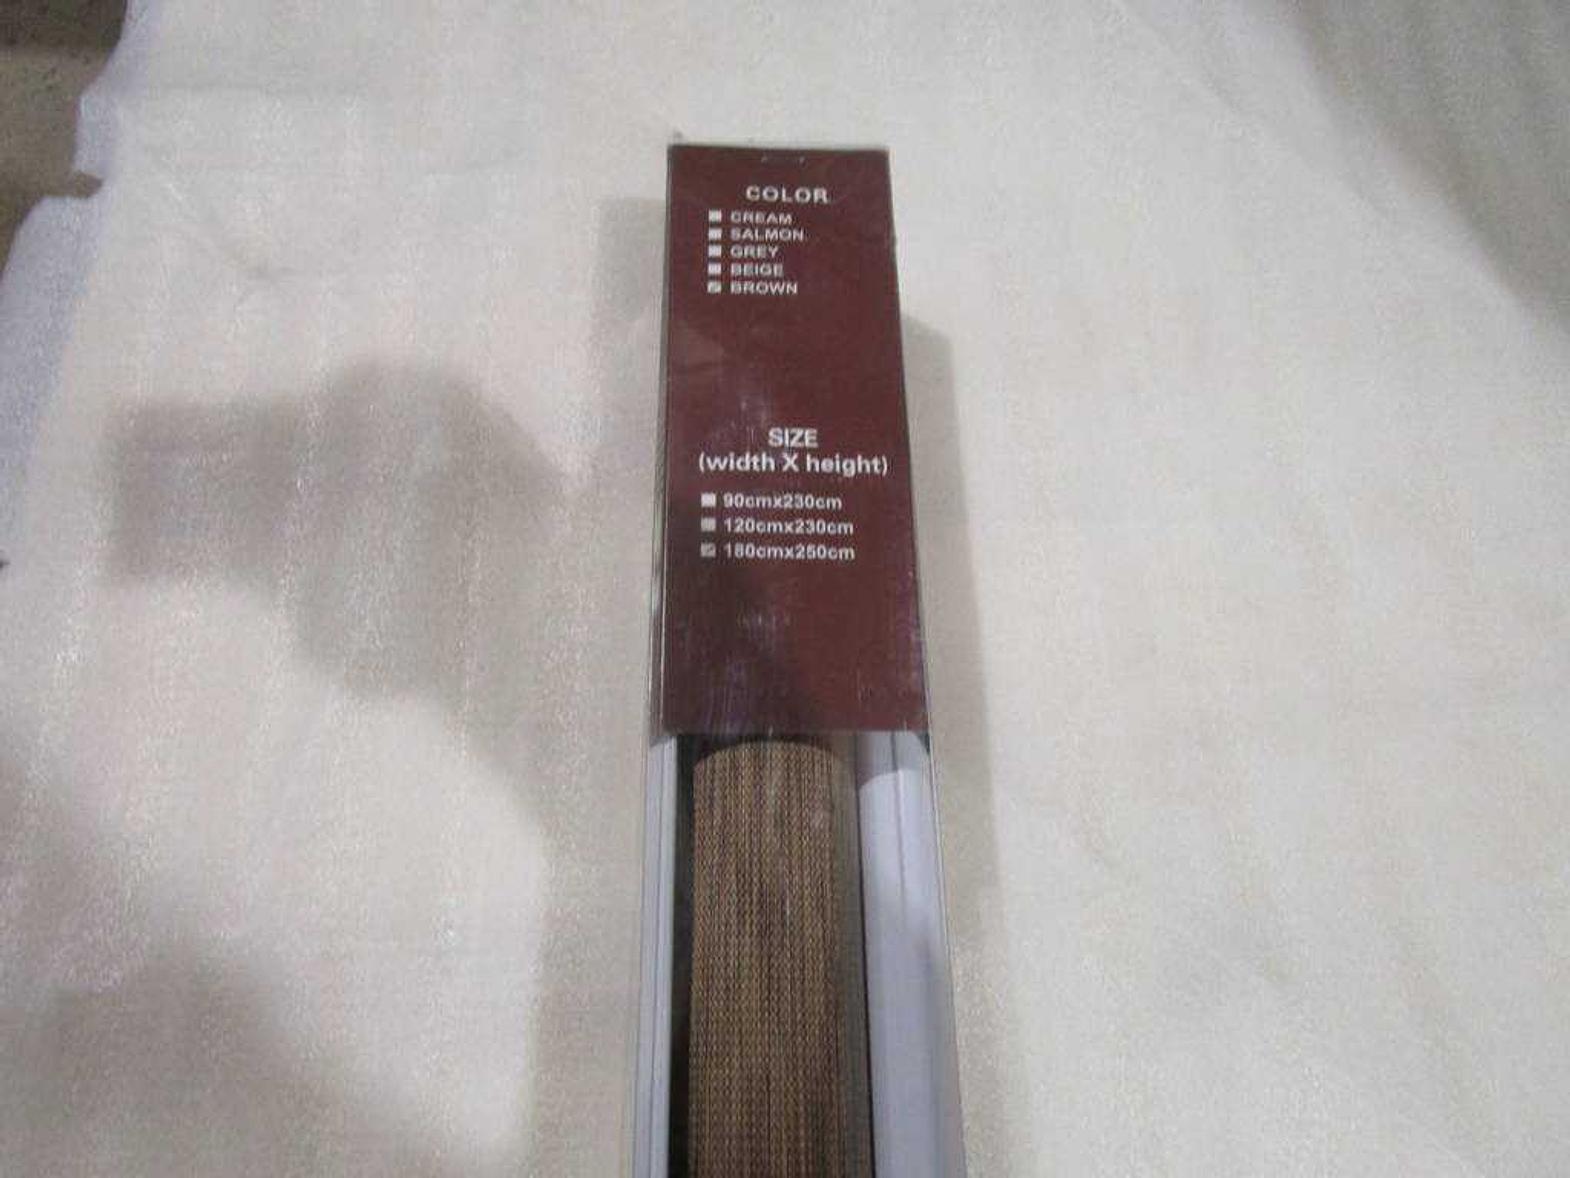 COLOR
CREAM
SALMON
GREY
BEIGE
BROWN
SIZE
(width X height)
90cmx230cm
120cmx230cm
180cmx250cm